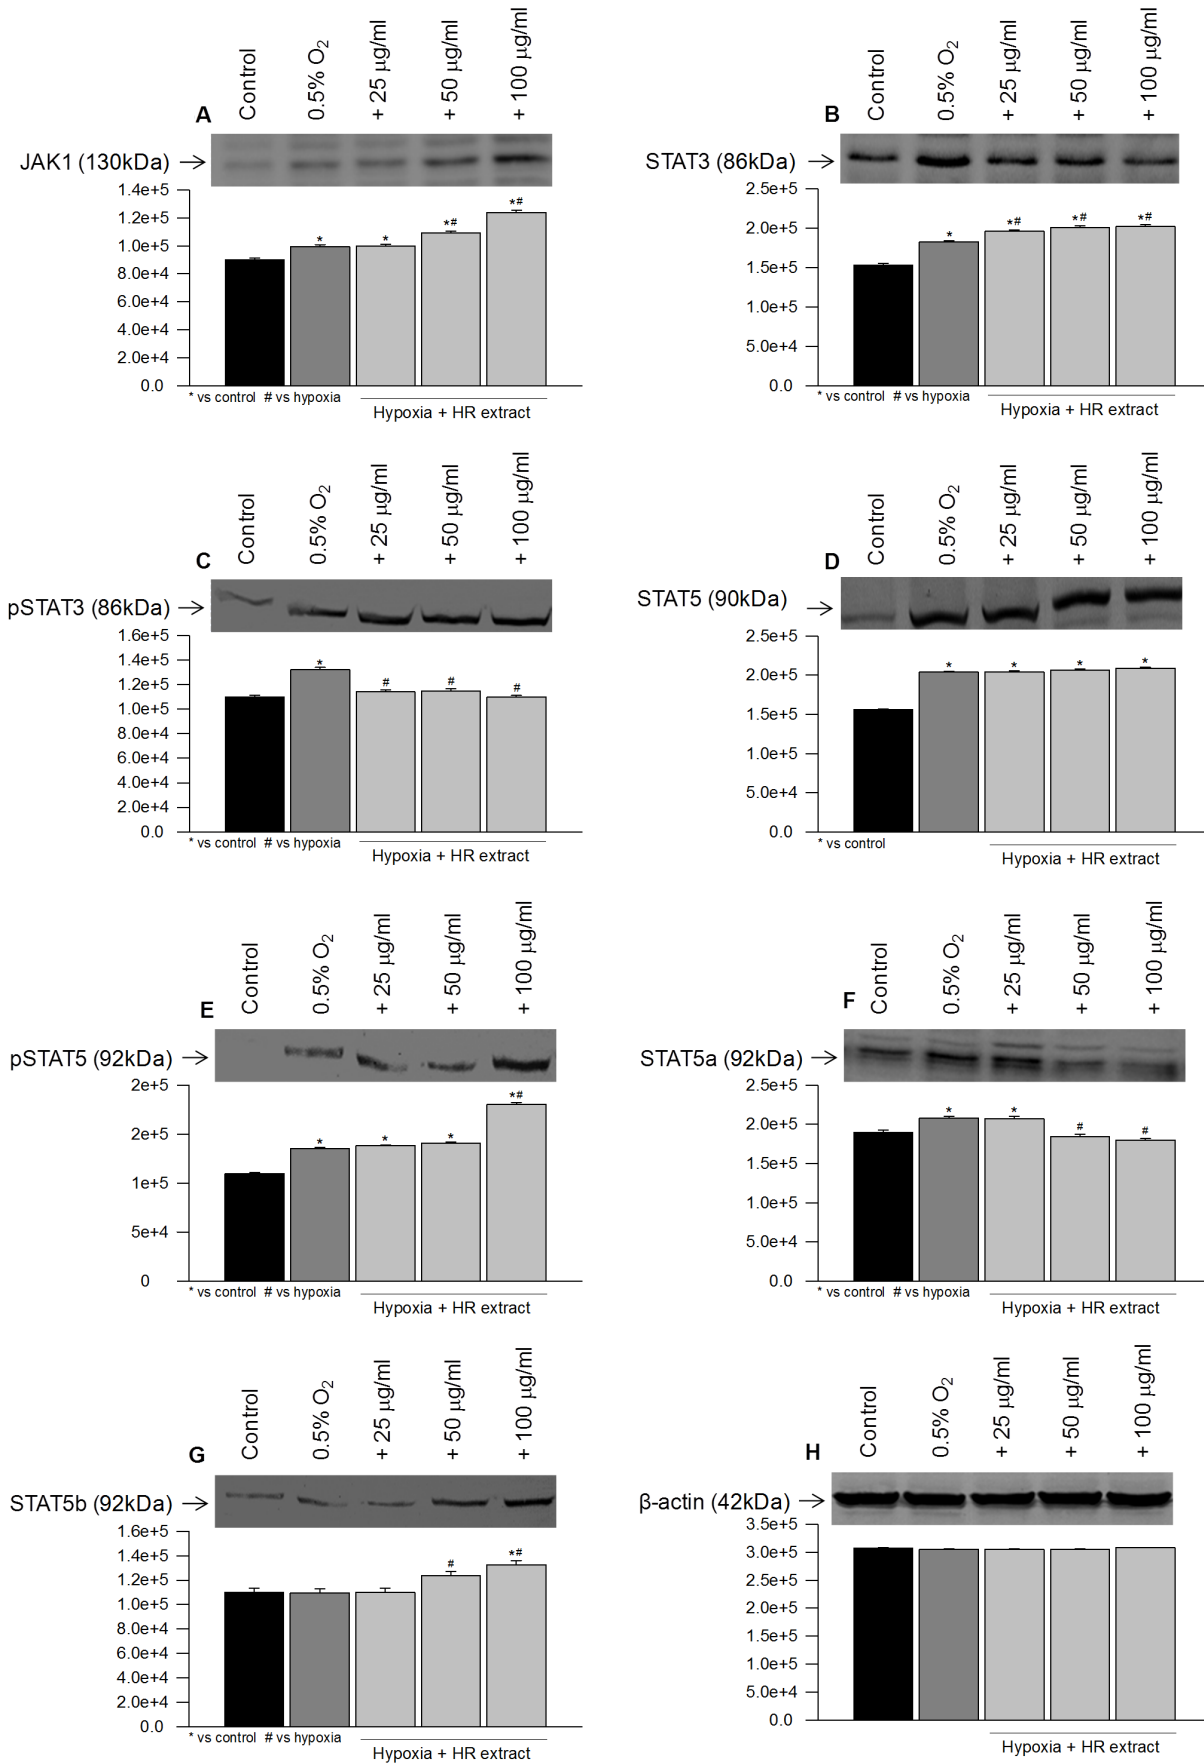 A
Control
0.5% O₂
+ 25 μg/ml
+ 50 μg/ml
+ 100 μg/ml
JAK1 (130kDa)
1.4e+5
1.2e+5
1.0e+5
8.0e+4
6.0e+4
4.0e+4
2.0e+4
0.0
*
*
*#
*#
* vs control # vs hypoxia
Hypoxia + HR extract
B
Control
0.5% O₂
+ 25 μg/ml
+ 50 μg/ml
+ 100 μg/ml
STAT3 (86kDa)
2.5e+5
2.0e+5
1.5e+5
1.0e+5
5.0e+4
0.0
*
*#
*#
*#
* vs control # vs hypoxia
Hypoxia + HR extract
C
Control
0.5% O₂
+ 25 μg/ml
+ 50 μg/ml
+ 100 μg/ml
pSTAT3 (86kDa)
1.6e+5
1.4e+5
1.2e+5
1.0e+5
8.0e+4
6.0e+4
4.0e+4
2.0e+4
0.0
*
#
#
#
* vs control # vs hypoxia
Hypoxia + HR extract
D
Control
0.5% O₂
+ 25 μg/ml
+ 50 μg/ml
+ 100 μg/ml
STAT5 (90kDa)
2.5e+5
2.0e+5
1.5e+5
1.0e+5
5.0e+4
0.0
*
*
*
*
* vs control
Hypoxia + HR extract
E
Control
0.5% O₂
+ 25 μg/ml
+ 50 μg/ml
+ 100 μg/ml
pSTAT5 (92kDa)
2e+5
2e+5
1e+5
5e+4
0
*
*
*
*#
* vs control # vs hypoxia
Hypoxia + HR extract
F
Control
0.5% O₂
+ 25 μg/ml
+ 50 μg/ml
+ 100 μg/ml
STAT5a (92kDa)
2.5e+5
2.0e+5
1.5e+5
1.0e+5
5.0e+4
0.0
*
*
#
#
* vs control # vs hypoxia
Hypoxia + HR extract
G
Control
0.5% O₂
+ 25 μg/ml
+ 50 μg/ml
+ 100 μg/ml
STAT5b (92kDa)
1.6e+5
1.4e+5
1.2e+5
1.0e+5
8.0e+4
6.0e+4
4.0e+4
2.0e+4
0.0
#
*#
* vs control # vs hypoxia
Hypoxia + HR extract
H
Control
0.5% O₂
+ 25 μg/ml
+ 50 μg/ml
+ 100 μg/ml
β-actin (42kDa)
3.5e+5
3.0e+5
2.5e+5
2.0e+5
1.5e+5
1.0e+5
5.0e+4
0.0
Hypoxia + HR extract